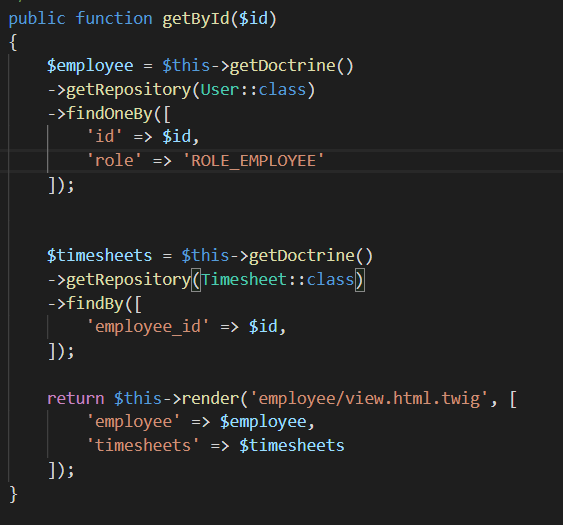 public function getById($id)
{
    $employee = $this->getDoctrine()
    ->getRepository(User::class)
    ->findOneBy([
        'id' => $id,
        'role' => 'ROLE_EMPLOYEE'
    ]);
    $timesheets = $this->getDoctrine()
    ->getRepository(Timesheet::class)
    ->findBy([
        'employee_id' => $id,
    ]);
    return $this->render('employee/view.html.twig', [
        'employee' => $employee,
        'timesheets' => $timesheets
    ]);
}